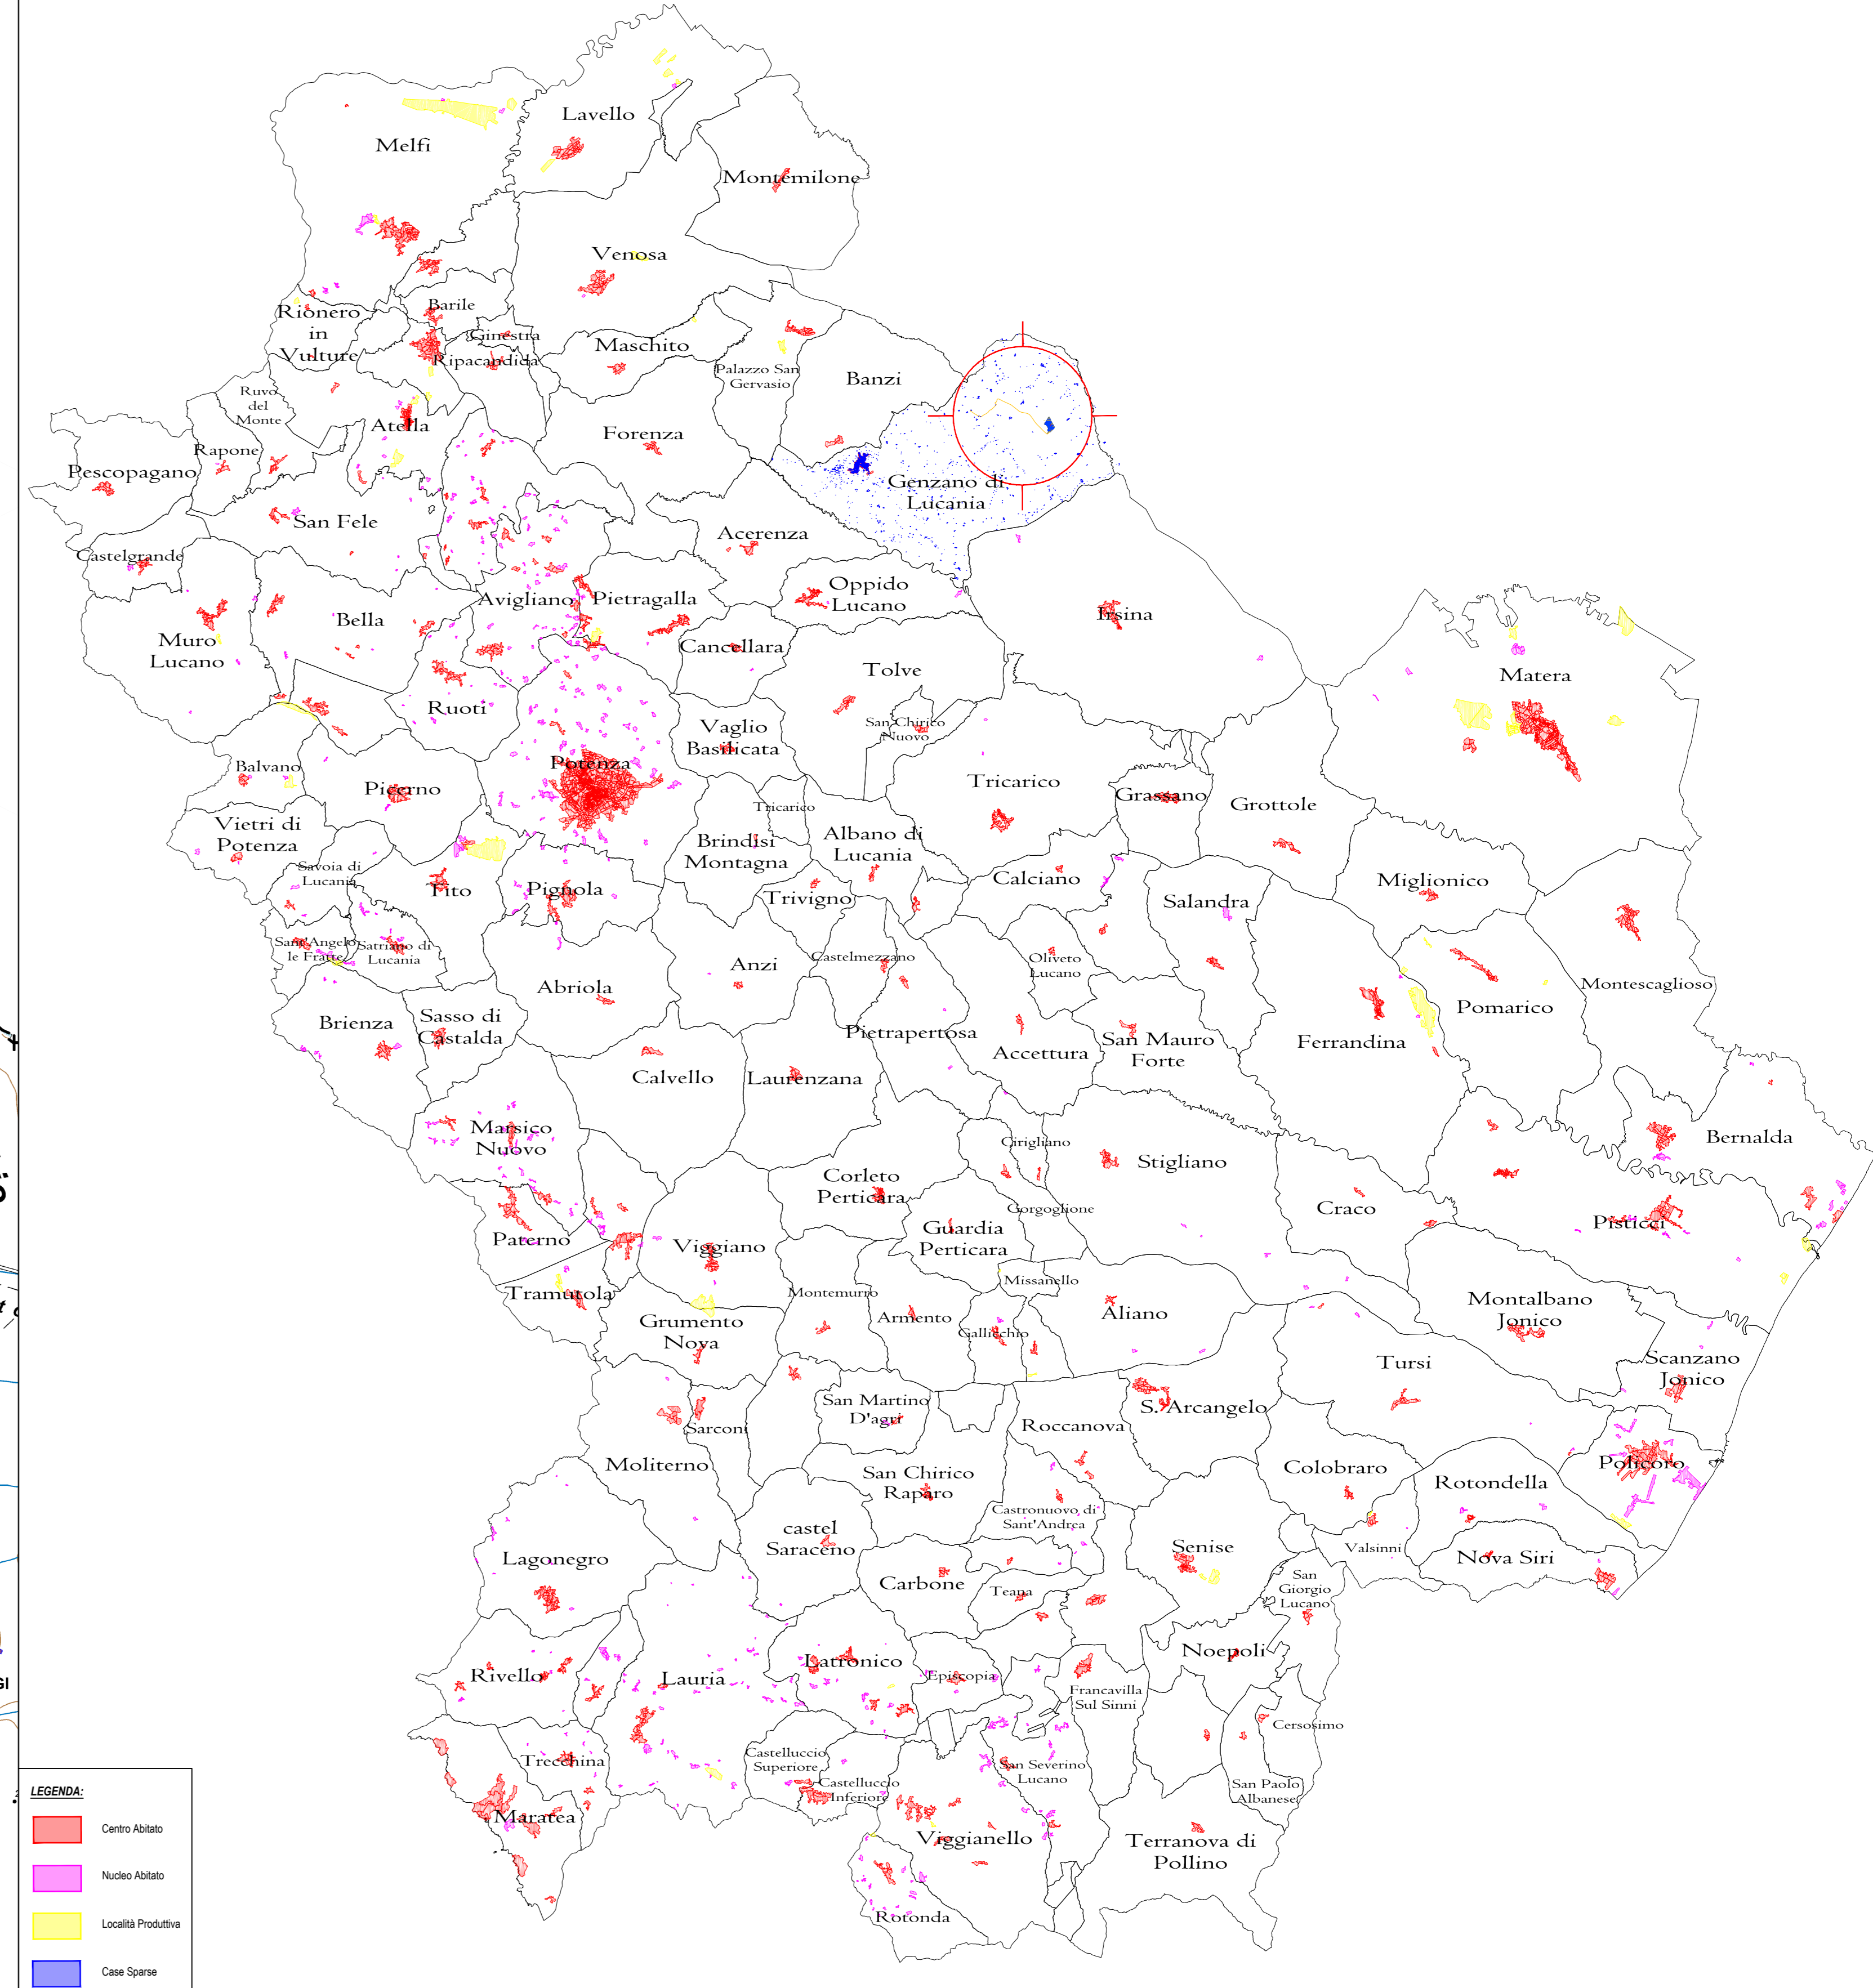 Lavello
Melfi
Montemilone
Venosa
Barile
Rionero
in
Vulture
Ginestra
Ripacandida
Maschito
Palazzo San
Gervasio
Banzi
Ruvo
del
Monte
Atella
Forenza
Rapone
Pescopagano
Genzano di
Lucania
San Fele
Acerenza
Castelgrande
Oppido
Lucano
Avigliano
Pietragalla
Bella
Irsina
Muro
Lucano
Cancellara
Tolve
Matera
Ruoti
San Chirico
Nuovo
Vaglio
Basilicata
Potenza
Balvano
Picerno
Tricarico
Tricarico
Grassano
Grottole
Vietri di
Potenza
Brindisi
Montagna
Albano di
Lucania
Savoia di
Lucania
Tito
Pignola
Trivigno
Calciano
Salandra
Miglionico
Sant'Angelo
le Fratte
Satriano di
Lucania
Anzi
Castelmezzano
Oliveto
Lucano
Abriola
Montescaglioso
Pomarico
Brienza
Sasso di
Castalda
Pietrapertosa
Accettura
San Mauro
Forte
Ferrandina
Calvello
Laurenzana
Marsico
Nuovo
Cirigliano
Stigliano
Bernalda
Corleto
Perticara
Gorgoglione
Craco
Pisticci
Guardia
Perticara
Paterno
Viggiano
Missanello
Tramutola
Montemurro
Armento
Aliano
Montalbano
Jonico
Grumento
Nova
Gallicchio
Scanzano
Jonico
Tursi
San Martino
D'agri
S. Arcangelo
Sarconi
Roccanova
Moliterno
San Chirico
Raparo
Colobraro
Rotondella
Policoro
Castronuovo di
Sant'Andrea
castel
Saraceno
Senise
Valsinni
Nova Siri
Lagonegro
Carbone
Teana
San
Giorgio
Lucano
Noepoli
Rivello
Lauria
Latronico
Episcopia
Francavilla
Sul Sinni
Cersosimo
Trecchina
Castelluccio
Superiore
San Severino
Lucano
Castelluccio
Inferiore
San Paolo
Albanese
Maratea
Viggianello
Terranova di
Pollino
Rotonda
GI
LEGENDA:
Centro Abitato
Nucleo Abitato
Località Produttiva
Case Sparse